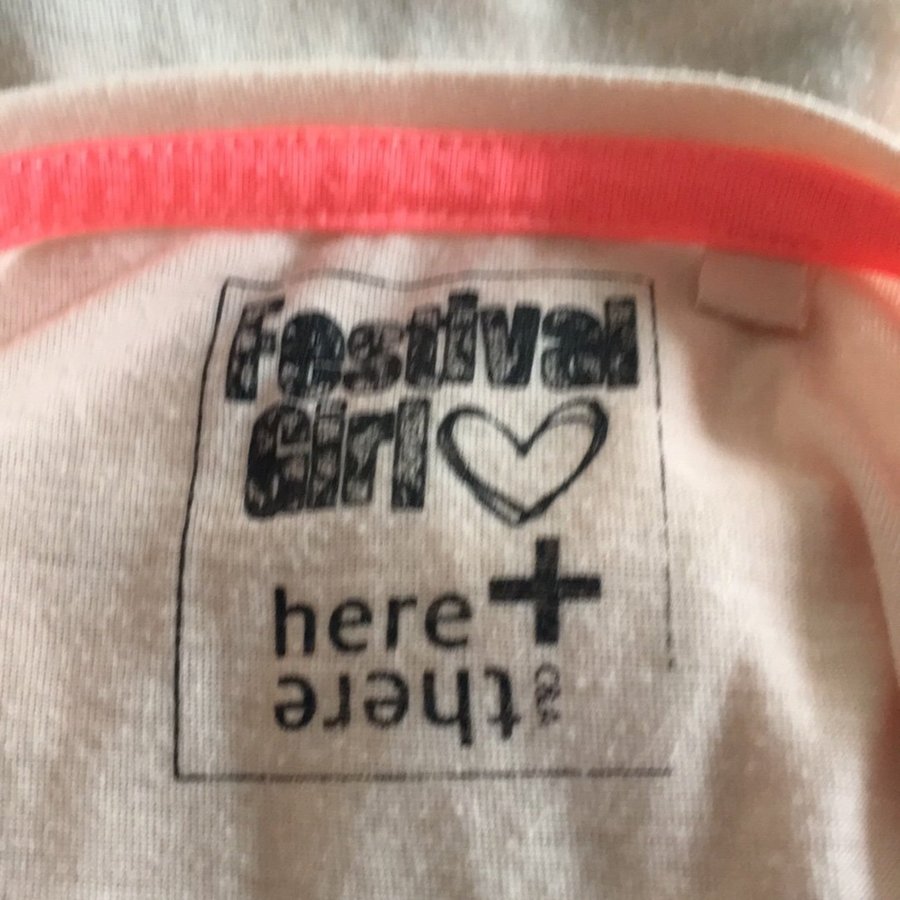 Festival
Girl
here +
there
C&A